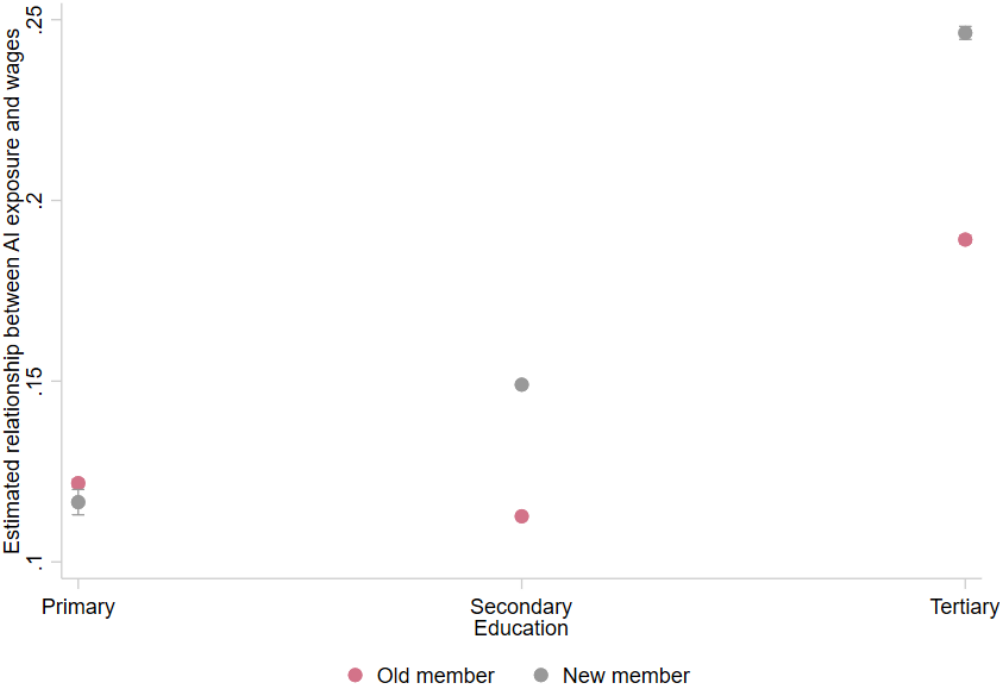 Estimated relationship between AI exposure and wages
.25
.2
.15
.1
Primary
Secondary
Tertiary
Education
Old member
New member